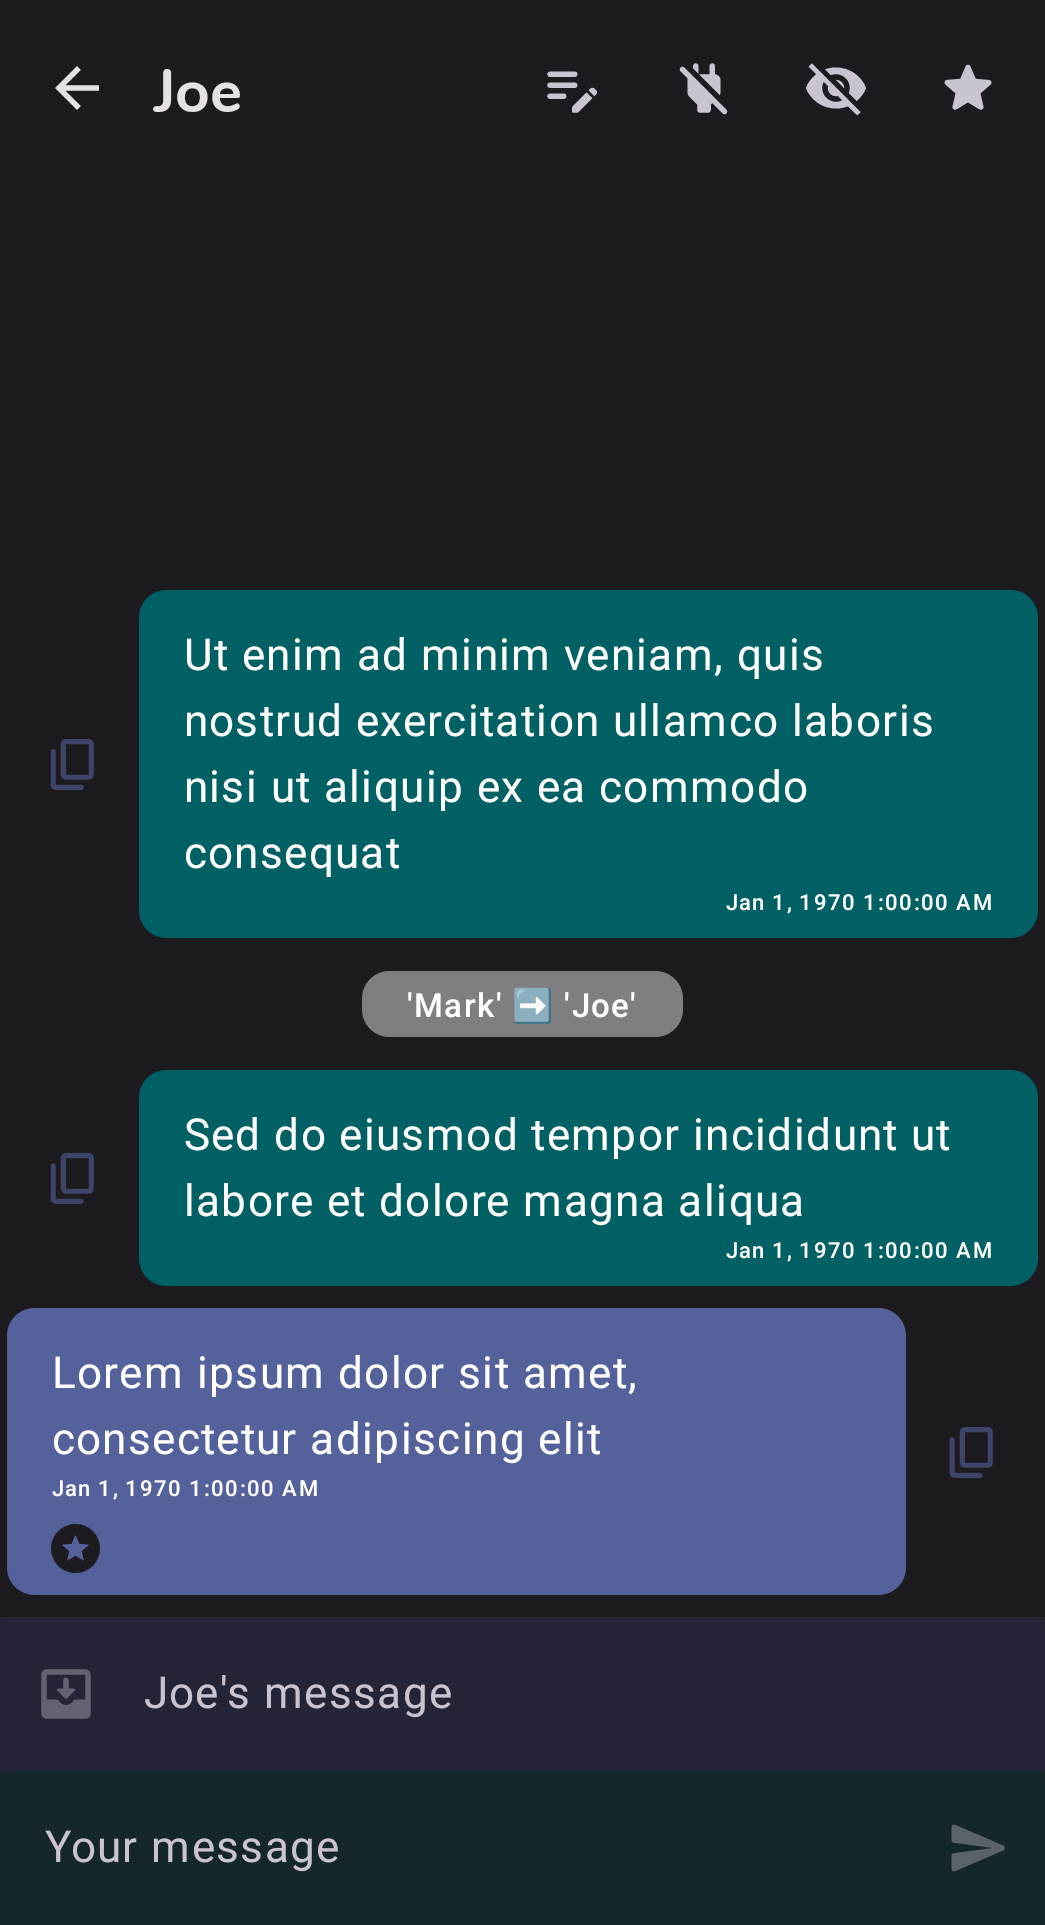 Joe
Ut enim ad minim veniam, quis
nostrud exercitation ullamco laboris
nisi ut aliquip ex ea commodo
consequat
Jan 1, 1970 1:00:00 AM
'Mark' ➡️ 'Joe'
Sed do eiusmod tempor incididunt ut
labore et dolore magna aliqua
Jan 1, 1970 1:00:00 AM
Lorem ipsum dolor sit amet,
consectetur adipiscing elit
Jan 1, 1970 1:00:00 AM
Joe's message
Your message